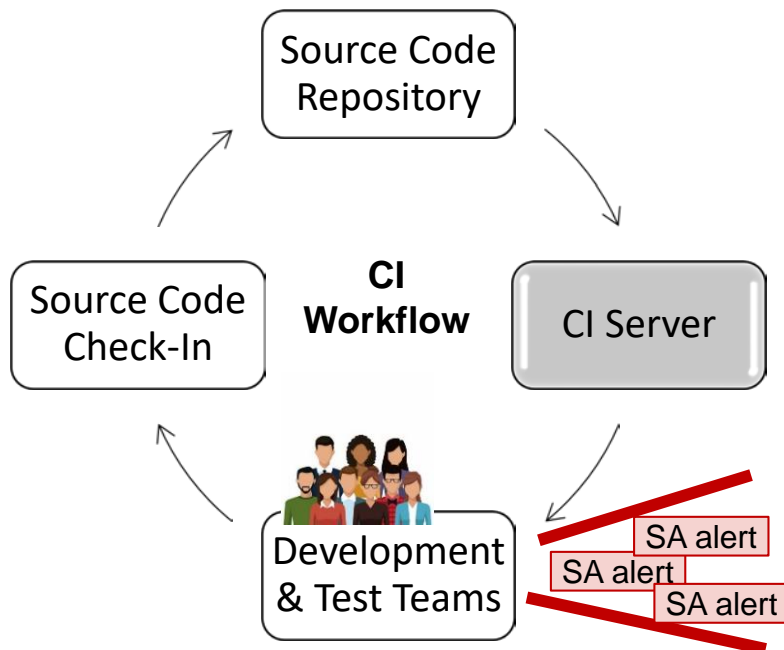 Source Code
Repository
Source Code
Check-In
CI
Workflow
CI Server
Development
& Test Teams
SA alert
SA alert
SA alert